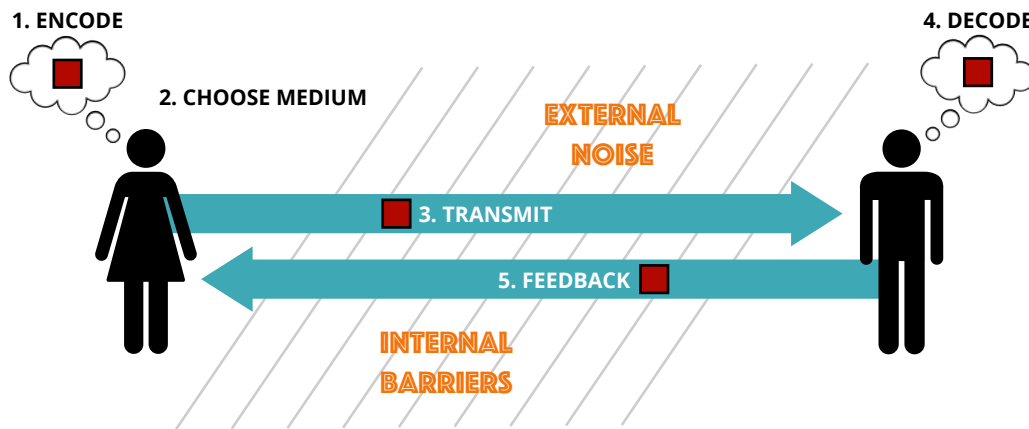 1. ENCODE
4. DECODE
2. CHOOSE MEDIUM
EXTERNAL
NOISE
3. TRANSMIT
5. FEEDBACK
INTERNAL
BARRIERS